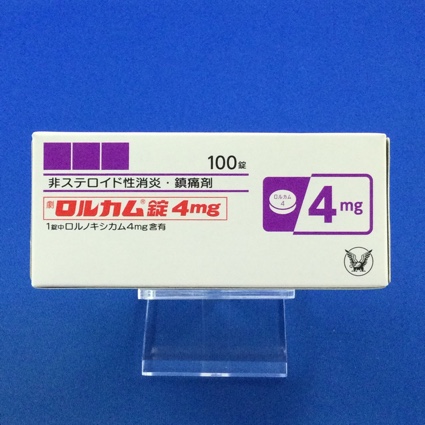 100錠
非ステロイド性消炎・鎮痛剤
劇 ロルカム®錠4mg
1錠中ロルノキシカム4mg含有
ロルカム
4
4mg